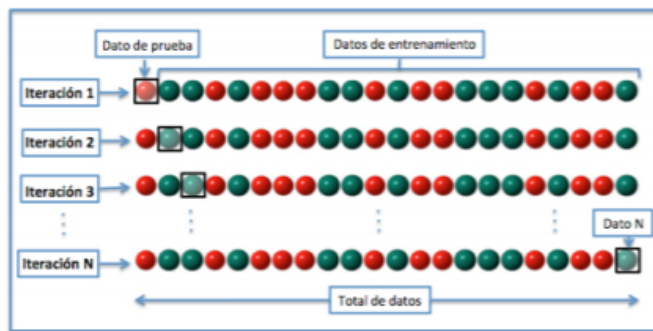 Dato de prueba
Datos de entrenamiento
Iteración 1
Iteración 2
Iteración 3
Dato N
Iteración N
Total de datos